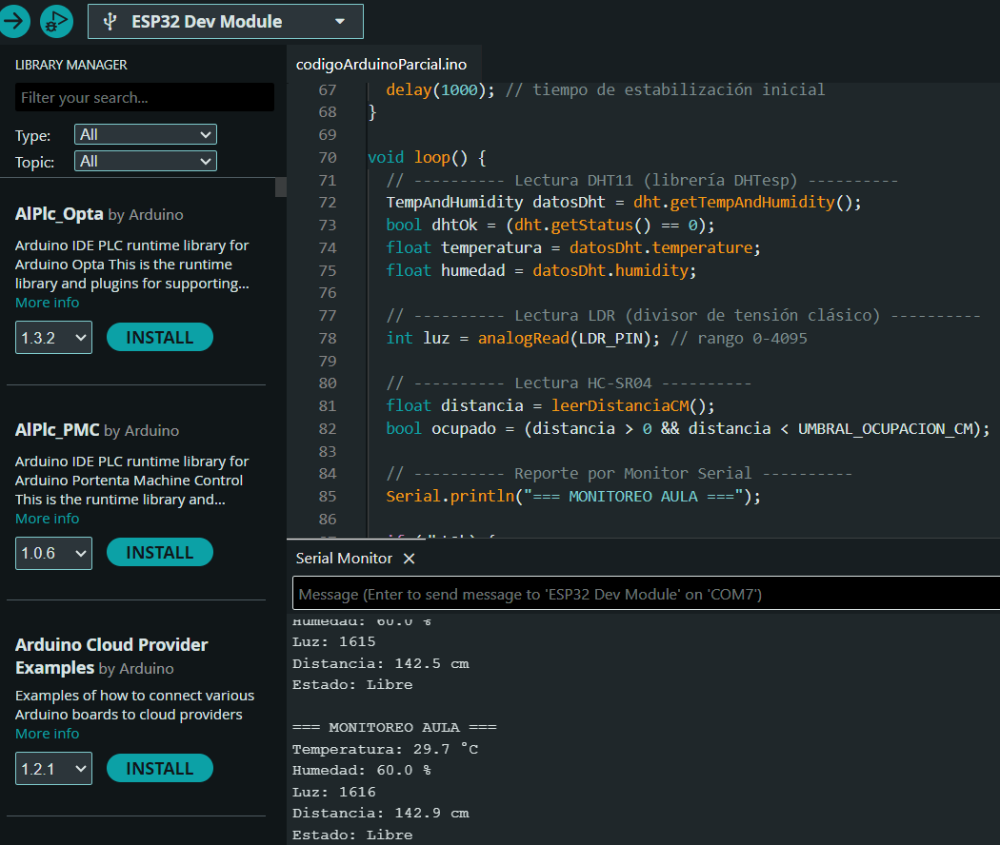 ESP32 Dev Module
LIBRARY MANAGER
Filter your search...
Type: All
Topic: All
AlPlc_Opta by Arduino
Arduino IDE PLC runtime library for
Arduino Opta This is the runtime
library and plugins for supporting...
More info
1.3.2 INSTALL
AlPlc_PMC by Arduino
Arduino IDE PLC runtime library for
Arduino Portenta Machine Control
This is the runtime library and...
More info
1.0.6 INSTALL
Arduino Cloud Provider
Examples by Arduino
Examples of how to connect various
Arduino boards to cloud providers
More info
1.2.1 INSTALL
codigoArduinoParcial.ino
67 delay(1000); // tiempo de estabilización inicial
68 }
69
70 void loop() {
71 // ---------- Lectura DHT11 (librería DHTesp) ----------
72 TempAndHumidity datosDht = dht.getTempAndHumidity();
73 bool dhtOk = (dht.getStatus() == 0);
74 float temperatura = datosDht.temperature;
75 float humedad = datosDht.humidity;
76
77 // ---------- Lectura LDR (divisor de tensión clásico) ----------
78 int luz = analogRead(LDR_PIN); // rango 0-4095
79
80 // ---------- Lectura HC-SR04 ----------
81 float distancia = leerDistanciaCM();
82 bool ocupado = (distancia > 0 && distancia < UMBRAL_OCUPACION_CM);
83
84 // ---------- Reporte por Monitor Serial ----------
85 Serial.println("=== MONITOREO AULA ===");
86
Serial Monitor
Message (Enter to send message to 'ESP32 Dev Module' on 'COM7')
Humedad: 60.0 %
Luz: 1615
Distancia: 142.5 cm
Estado: Libre
=== MONITOREO AULA ===
Temperatura: 29.7 °C
Humedad: 60.0 %
Luz: 1616
Distancia: 142.9 cm
Estado: Libre